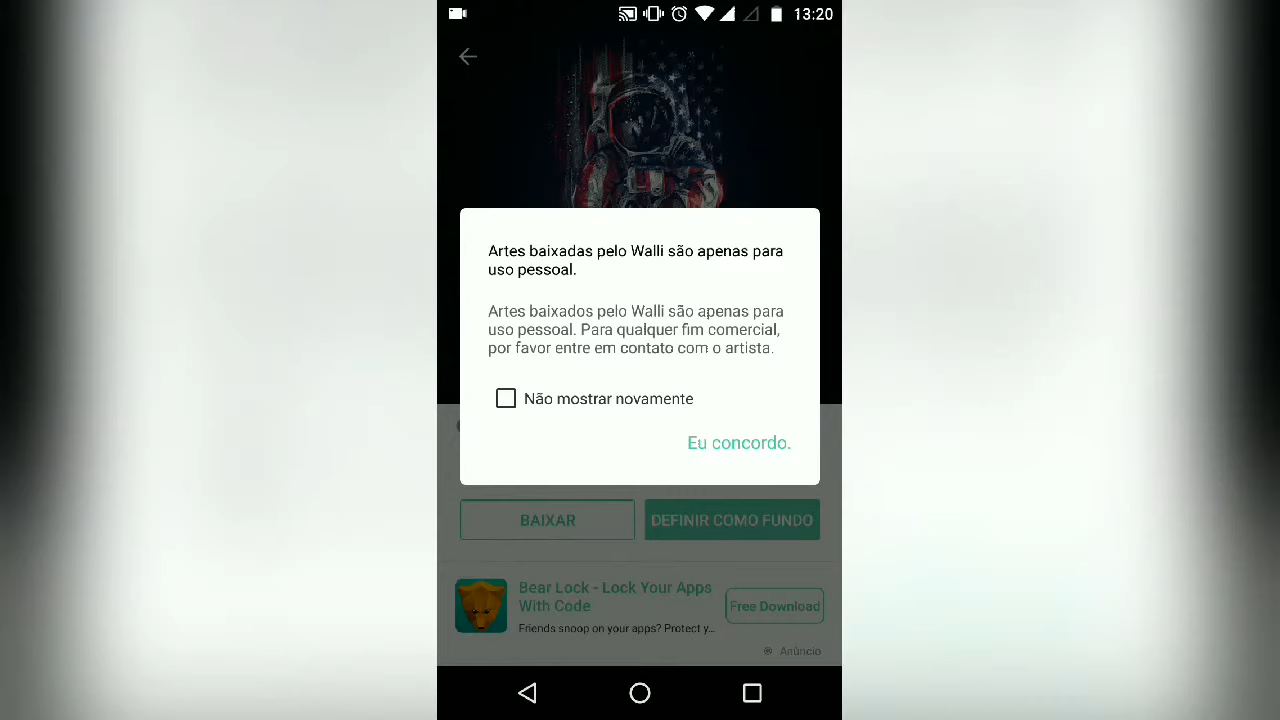 13:20
Artes baixadas pelo Walli são apenas para
uso pessoal.
Artes baixados pelo Walli são apenas para
uso pessoal. Para qualquer fim comercial,
por favor entre em contato com o artista.
Não mostrar novamente
Eu concordo.
BAIXAR
DEFINIR COMO FUNDO
Bear Lock - Lock Your Apps
With Code
Friends snoop on your apps? Protect y...
Free Download
Anúncio